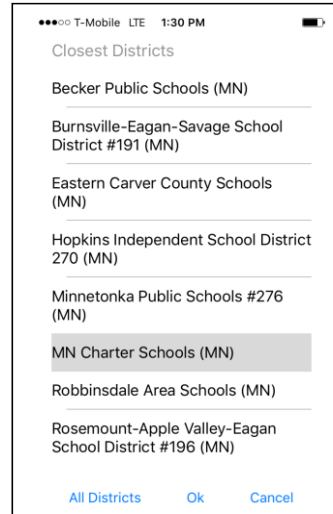 T-Mobile LTE 1:30 PM
Closest Districts
Becker Public Schools (MN)
Burnsville-Eagan-Savage School
District #191 (MN)
Eastern Carver County Schools
(MN)
Hopkins Independent School District
270 (MN)
Minnetonka Public Schools #276
(MN)
MN Charter Schools (MN)
Robbinsdale Area Schools (MN)
Rosemount-Apple Valley-Eagan
School District #196 (MN)
All Districts Ok Cancel